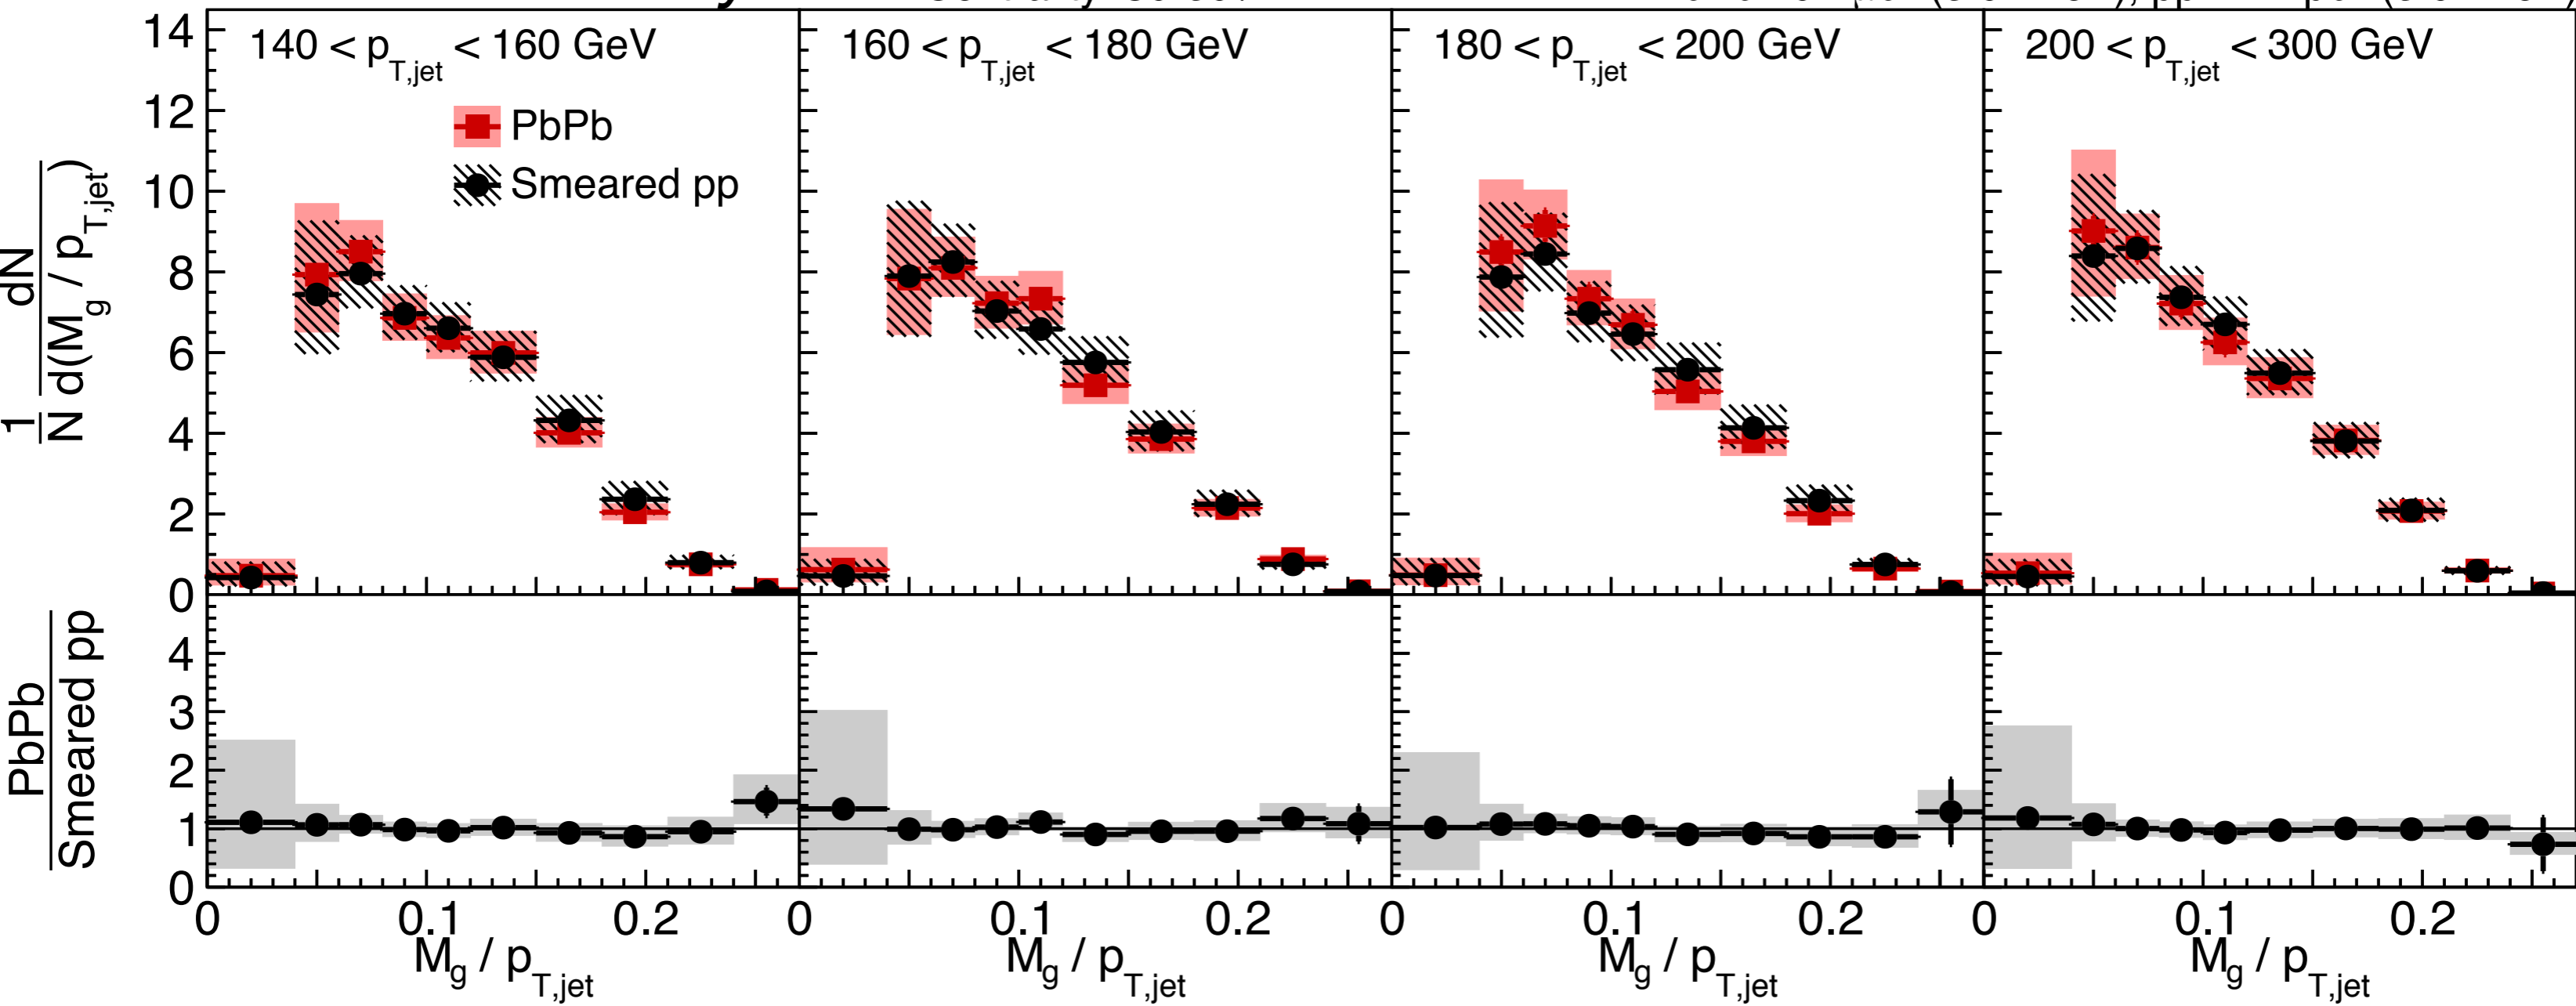 140 < p_T,jet < 160 GeV
160 < p_T,jet < 180 GeV
180 < p_T,jet < 200 GeV
200 < p_T,jet < 300 GeV
PbPb
Smeared pp
1/N dN/d(M_g / p_T,jet)
14
12
10
8
6
4
2
0
PbPb
Smeared pp
4
3
2
1
0
0 0.1 0.2 0 0.1 0.2 0 0.1 0.2 0 0.1 0.2
M_g / p_T,jet
M_g / p_T,jet
M_g / p_T,jet
M_g / p_T,jet